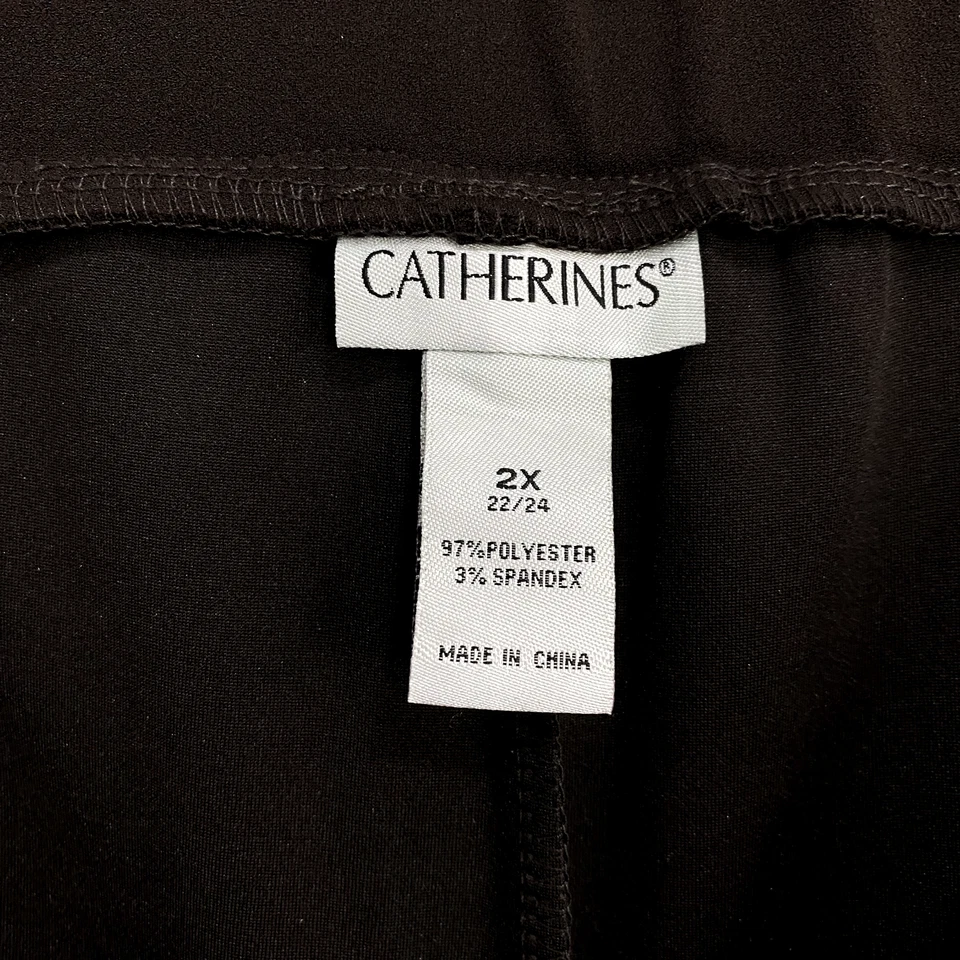 CATHERINES®
2X
22/24
97%POLYESTER
3% SPANDEX
MADE IN CHINA